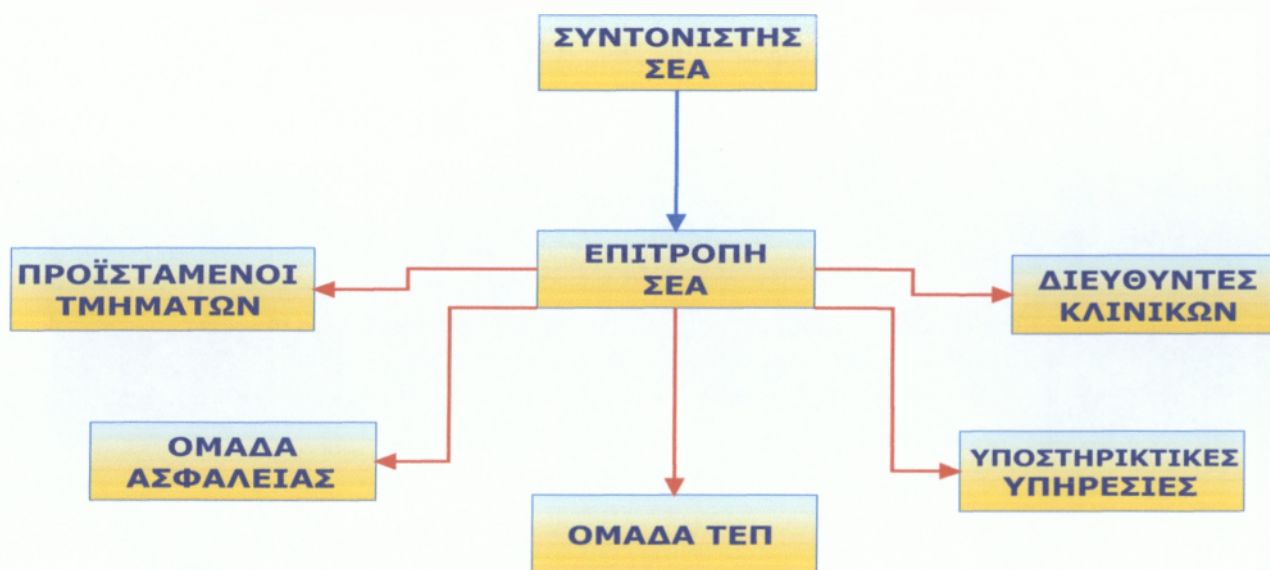 ΣΥΝΤΟΝΙΣΤΗΣ
ΣΕΑ
ΕΠΙΤΡΟΠΗ
ΣΕΑ
ΠΡΟΪΣΤΑΜΕΝΟΙ
ΤΜΗΜΑΤΩΝ
ΔΙΕΥΘΥΝΤΕΣ
ΚΛΙΝΙΚΩΝ
ΟΜΑΔΑ
ΑΣΦΑΛΕΙΑΣ
ΥΠΟΣΤΗΡΙΚΤΙΚΕΣ
ΥΠΗΡΕΣΙΕΣ
ΟΜΑΔΑ ΤΕΠ